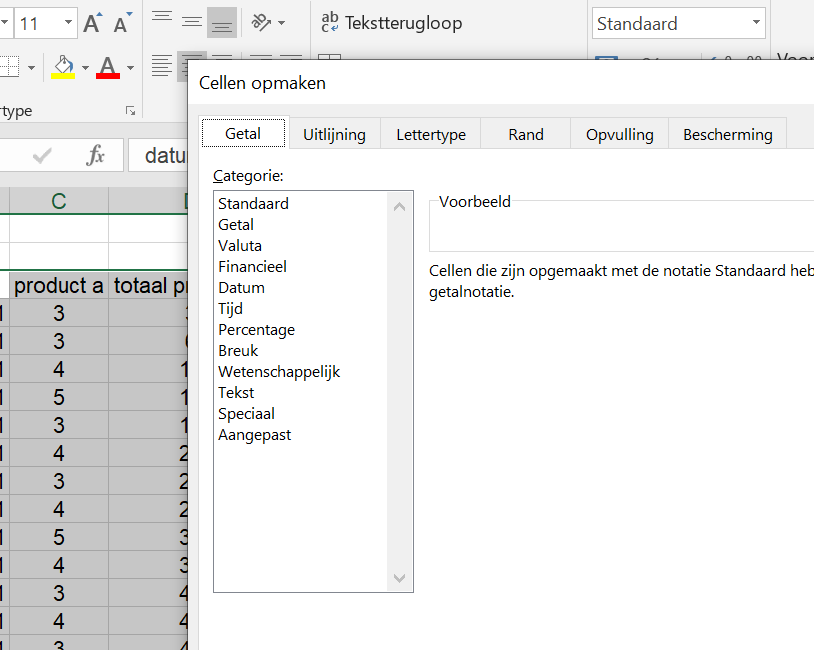 11
A A
ab
c
Tekstterugloop
Standaard
A
type
fx
datu
Cellen opmaken
Getal
Uitlijning
Lettertype
Rand
Opvulling
Bescherming
Categorie:
Standaard
Getal
Valuta
Financieel
Datum
Tijd
Percentage
Breuk
Wetenschappelijk
Tekst
Speciaal
Aangepast
Voorbeeld
Cellen die zijn opgemaakt met de notatie Standaard heb
getalnotatie.
C
product a totaal pr
3
3
4 1
5 1
3 1
4 2
3 2
4 2
5 3
4 3
3 4
4 4
3 4